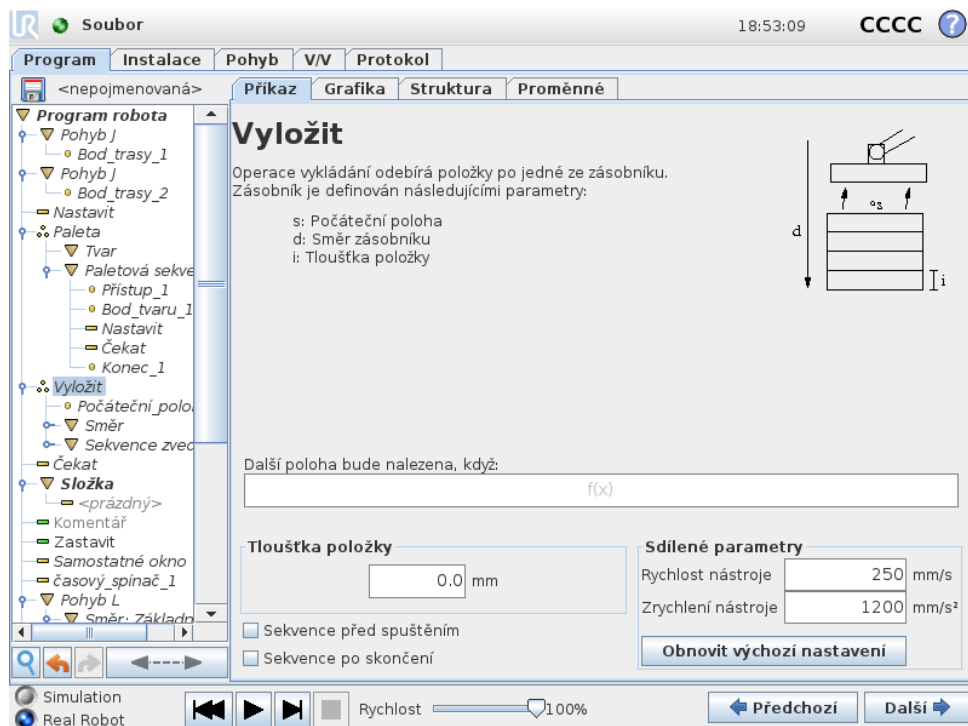 UR Soubor 18:53:09 CCCC ?
Program Instalace Pohyb V/V Protokol
<nepojmenovaná> Příkaz Grafika Struktura Proměnné
Program robota
Pohyb J
Bod_trasy_1
Pohyb J
Bod_trasy_2
Nastavit
Paleta
Tvar
Paletová sekve
Přístup_1
Bod_tvaru_1
Nastavit
Čekat
Konec_1
Vyložit
Počáteční_polo
Směr
Sekvence zved
Čekat
Složka
<prázdný>
Komentář
Zastavit
Samostatné okno
časový_spínač_1
Pohyb L
Směr: Základn
Vyložit
Operace vykládání odebírá položky po jedné ze zásobníku.
Zásobník je definován následujícími parametry:
s: Počáteční poloha
d: Směr zásobníku
i: Tloušťka položky
s
d
i
Další poloha bude nalezena, když:
f(x)
Tloušťka položky
0.0 mm
Sekvence před spuštěním
Sekvence po skončení
Sdílené parametry
Rychlost nástroje 250 mm/s
Zrychlení nástroje 1200 mm/s²
Obnovit výchozí nastavení
Simulation
Real Robot
Rychlost 100%
Předchozí Další